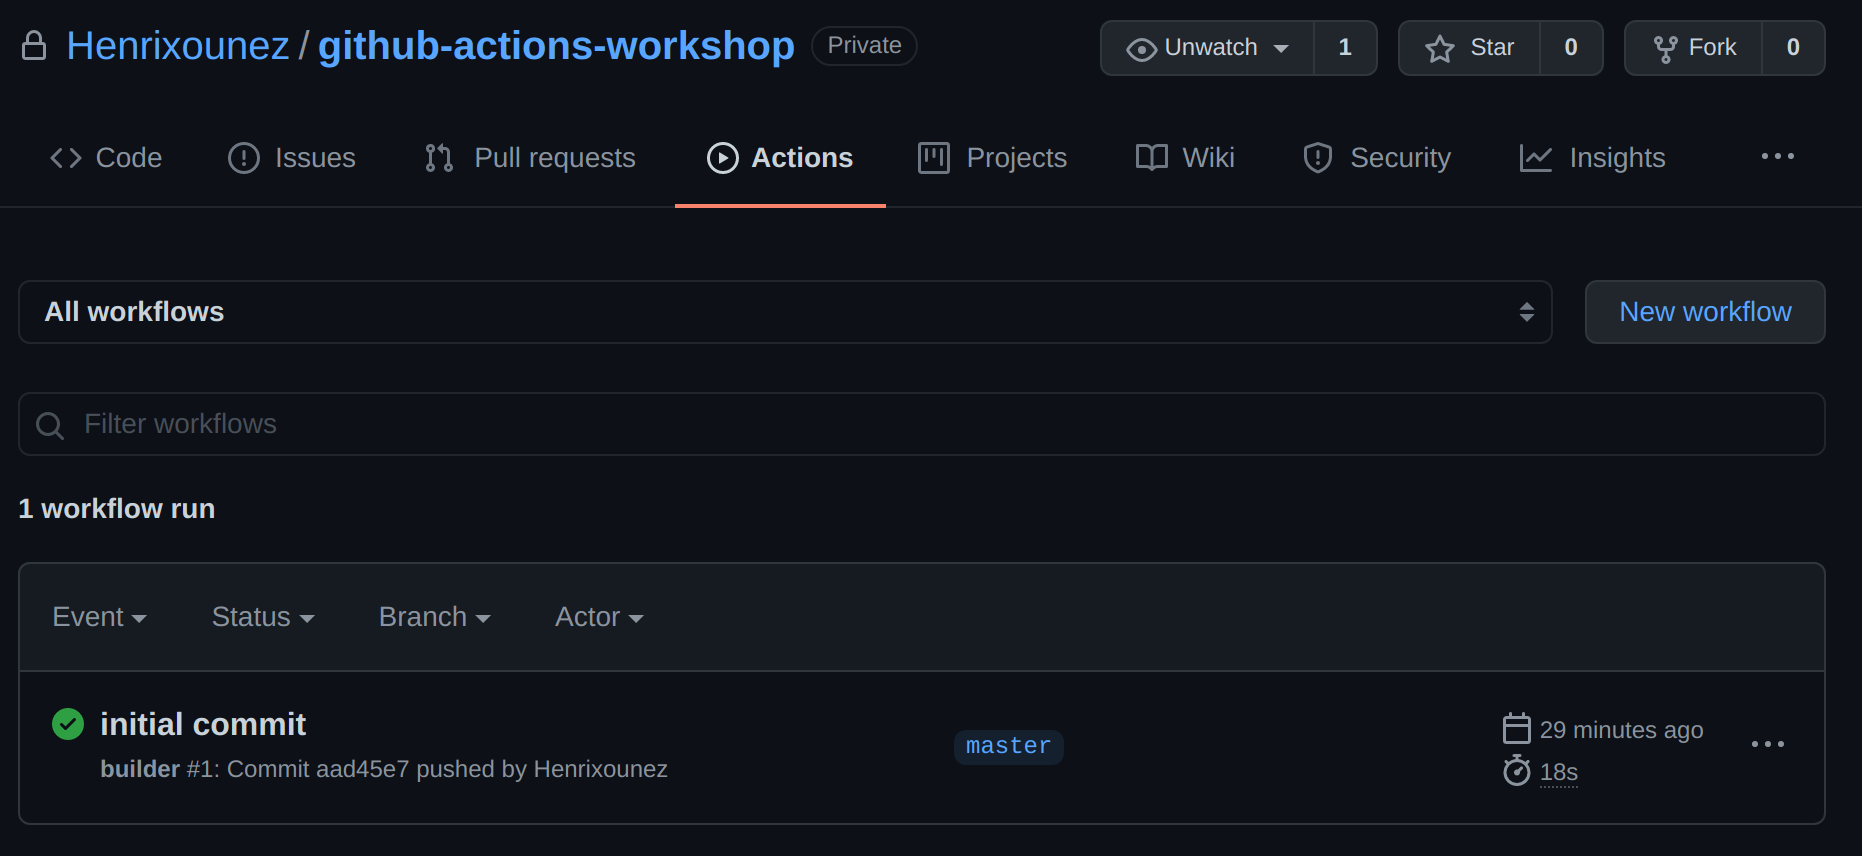 Henrixounez / github-actions-workshop Private Unwatch 1 Star 0 Fork 0
Code Issues Pull requests Actions Projects Wiki Security Insights
All workflows New workflow
Filter workflows
1 workflow run
Event Status Branch Actor
initial commit
builder #1: Commit aad45e7 pushed by Henrixounez
master
29 minutes ago
18s